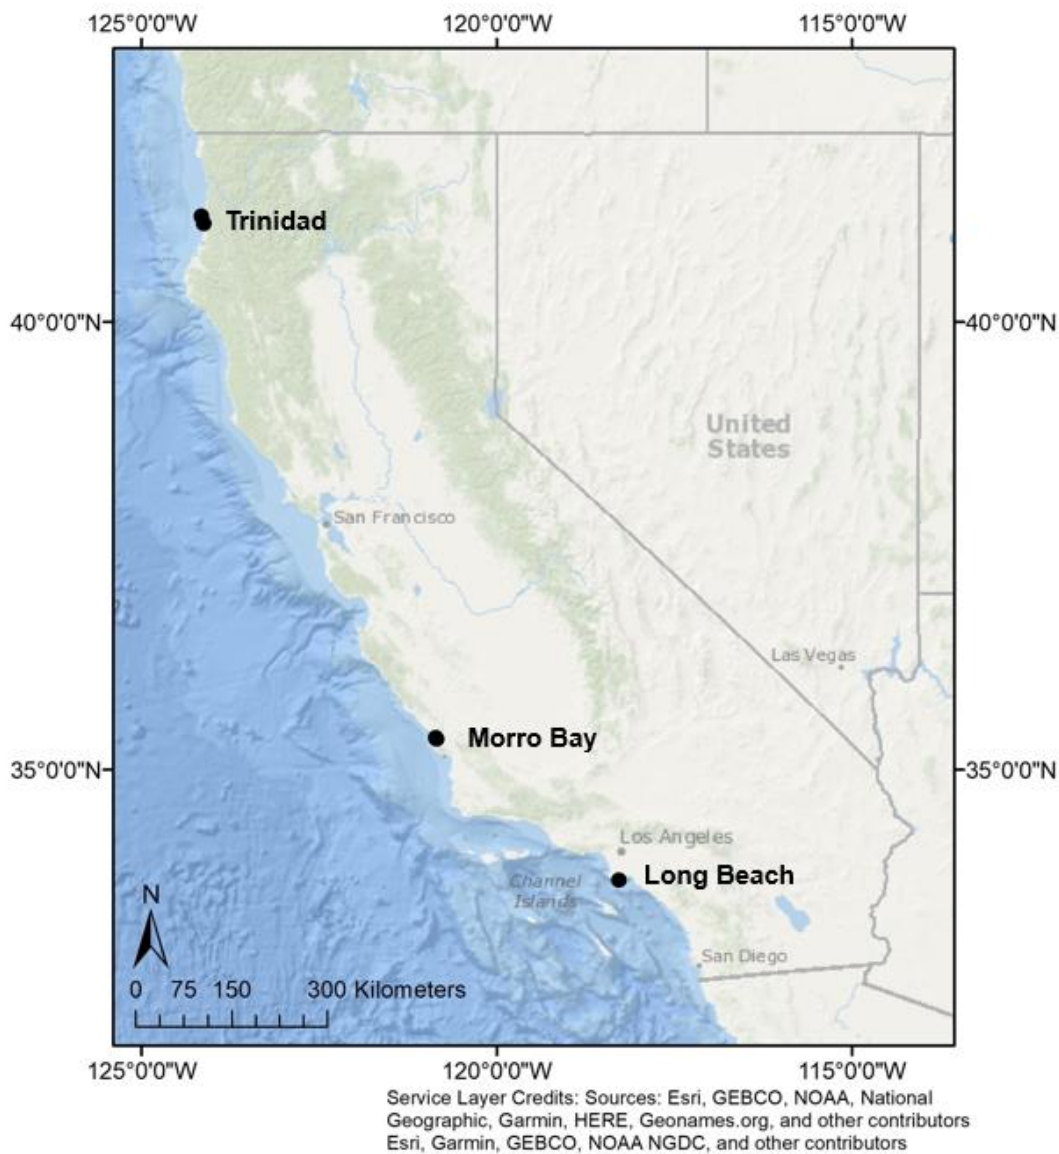 125°0'0"W 120°0'0"W 115°0'0"W
Trinidad
40°0'0"N 40°0'0"N
United
States
San Francisco
Las Vegas
Morro Bay
35°0'0"N 35°0'0"N
Los Angeles
Long Beach
Channel
Islands
N
San Diego
0 75 150 300 Kilometers
125°0'0"W 120°0'0"W 115°0'0"W
Service Layer Credits: Sources: Esri, GEBCO, NOAA, National
Geographic, Garmin, HERE, Geonames.org, and other contributors
Esri, Garmin, GEBCO, NOAA NGDC, and other contributors